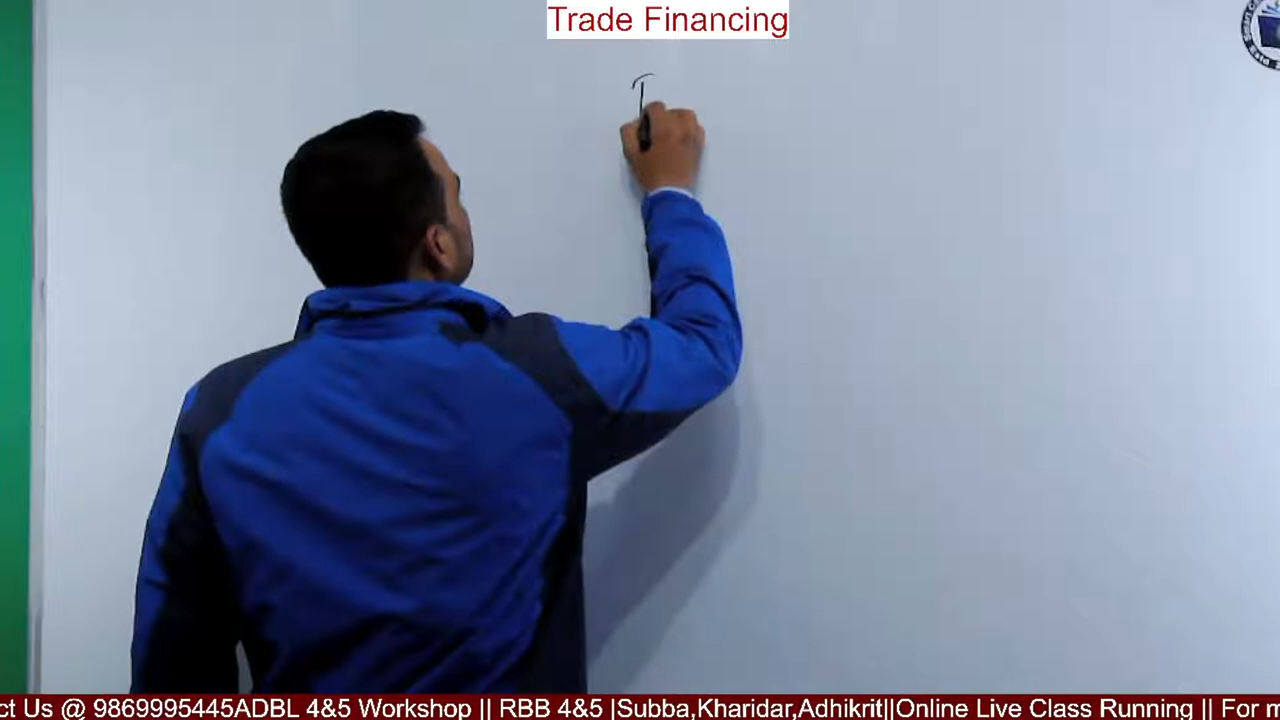 Trade Financing
T
ct Us @ 9869995445ADBL 4&5 Workshop || RBB 4&5 |Subba,Kharidar,Adhikrit||Online Live Class Running || For m